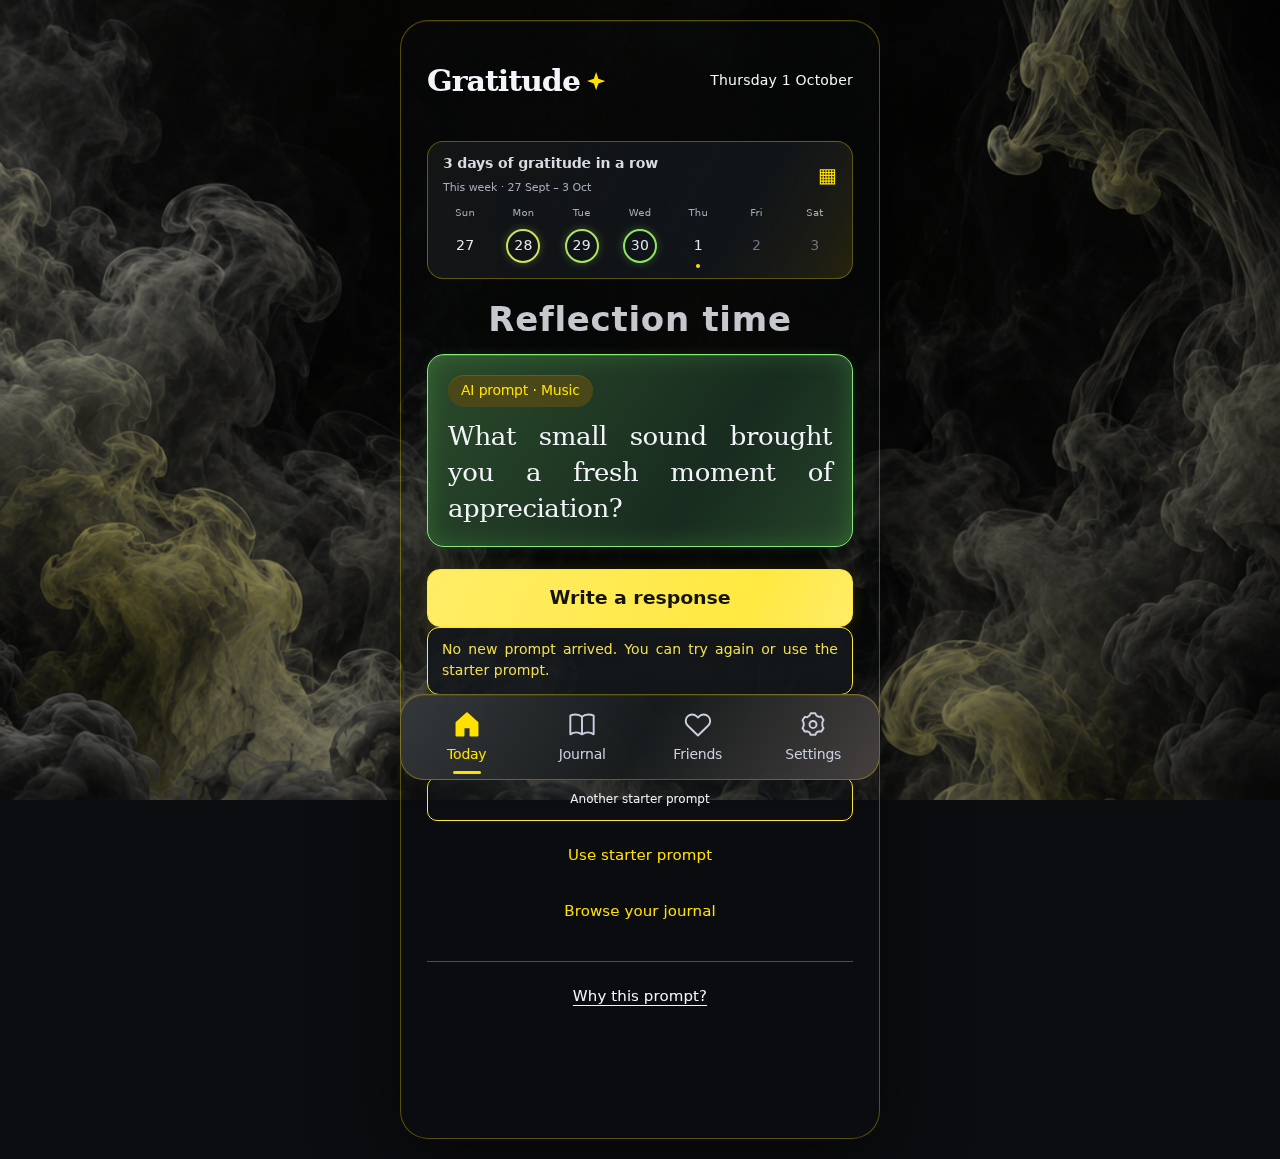 Gratitude
Thursday 1 October
3 days of gratitude in a row
This week · 27 Sept – 3 Oct
Sun Mon Tue Wed Thu Fri Sat
27 28 29 30 1 2 3
Reflection time
AI prompt · Music
What small sound brought
you a fresh moment of
appreciation?
Write a response
No new prompt arrived. You can try again or use the
starter prompt.
Today Journal Friends Settings
Another starter prompt
Use starter prompt
Browse your journal
Why this prompt?